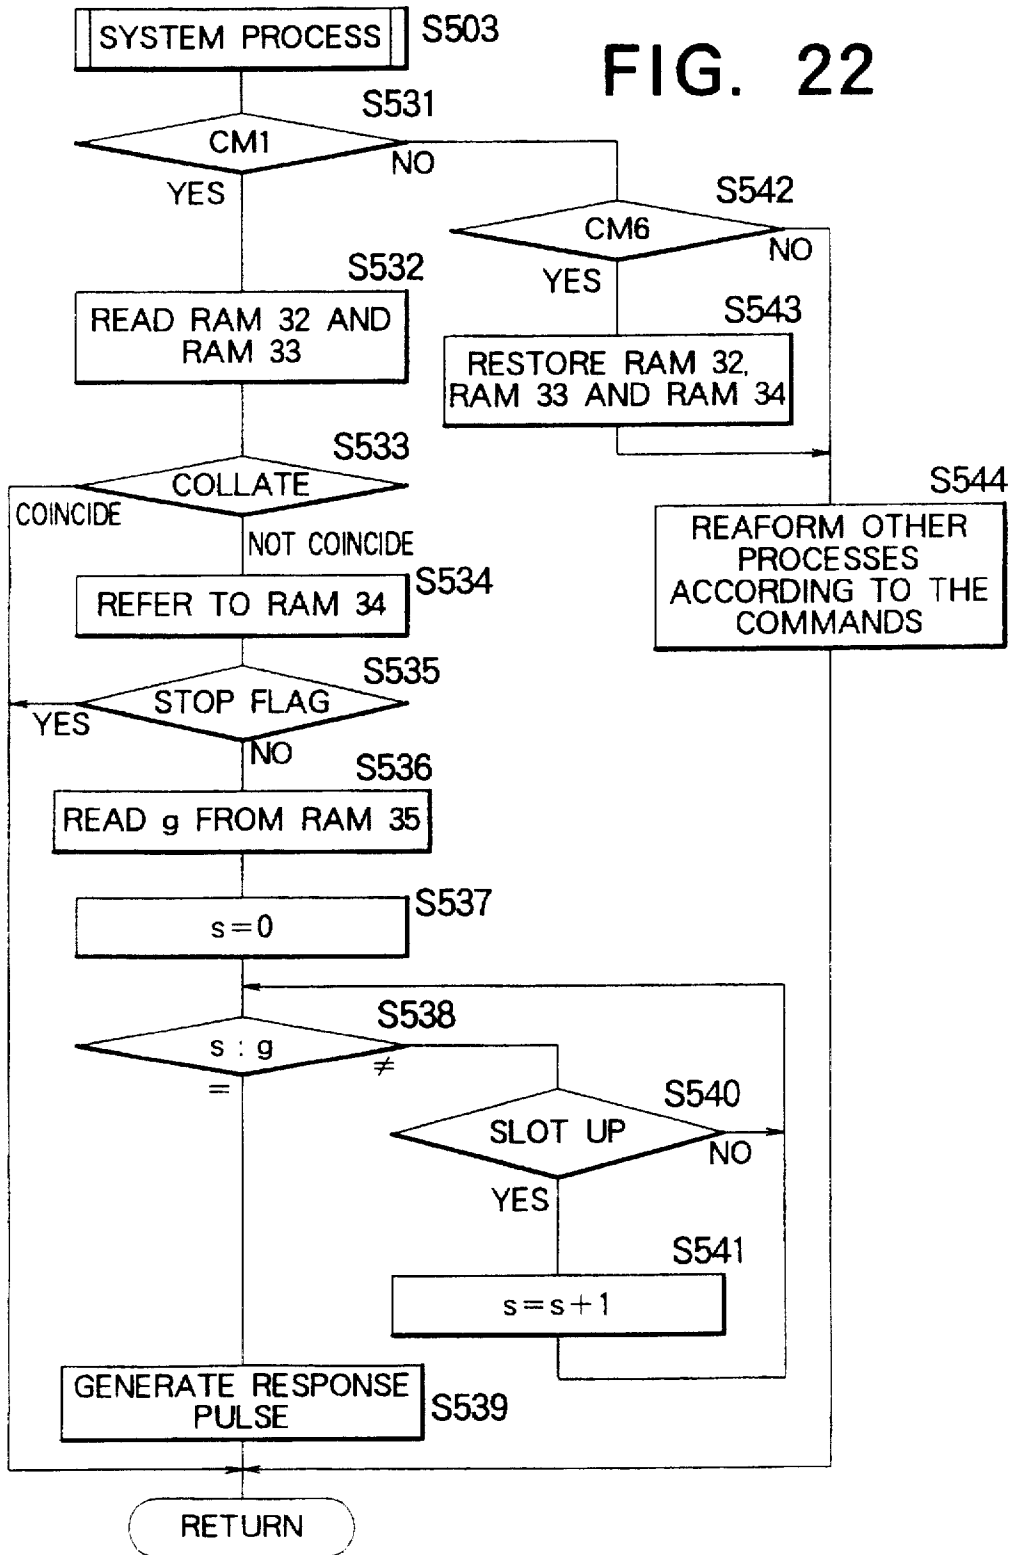 SYSTEM PROCESS
S503
FIG. 22
S531
CM1
NO
YES
S542
CM6
NO
YES
S532
READ RAM 32 AND
RAM 33
S543
RESTORE RAM 32,
RAM 33 AND RAM 34
S533
COLLATE
COINCIDE
NOT COINCIDE
S544
REAFORM OTHER
PROCESSES
ACCORDING TO THE
COMMANDS
S534
REFER TO RAM 34
S535
STOP FLAG
YES
NO
S536
READ g FROM RAM 35
S537
s=0
S538
s : g
≠
=
S540
SLOT UP
NO
YES
S541
s=s+1
GENERATE RESPONSE
PULSE
S539
RETURN